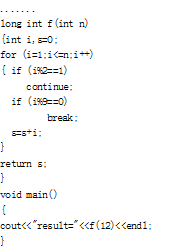 .......
long int f(int n)
{int i,s=0;
for (i=1;i<=n;i++)
{ if (i%2==1)
continue;
if (i%9==0)
break;
s=s+i;
}
return s;
}
void main()
{
cout<<"result="<<f(12)<<endl;
}